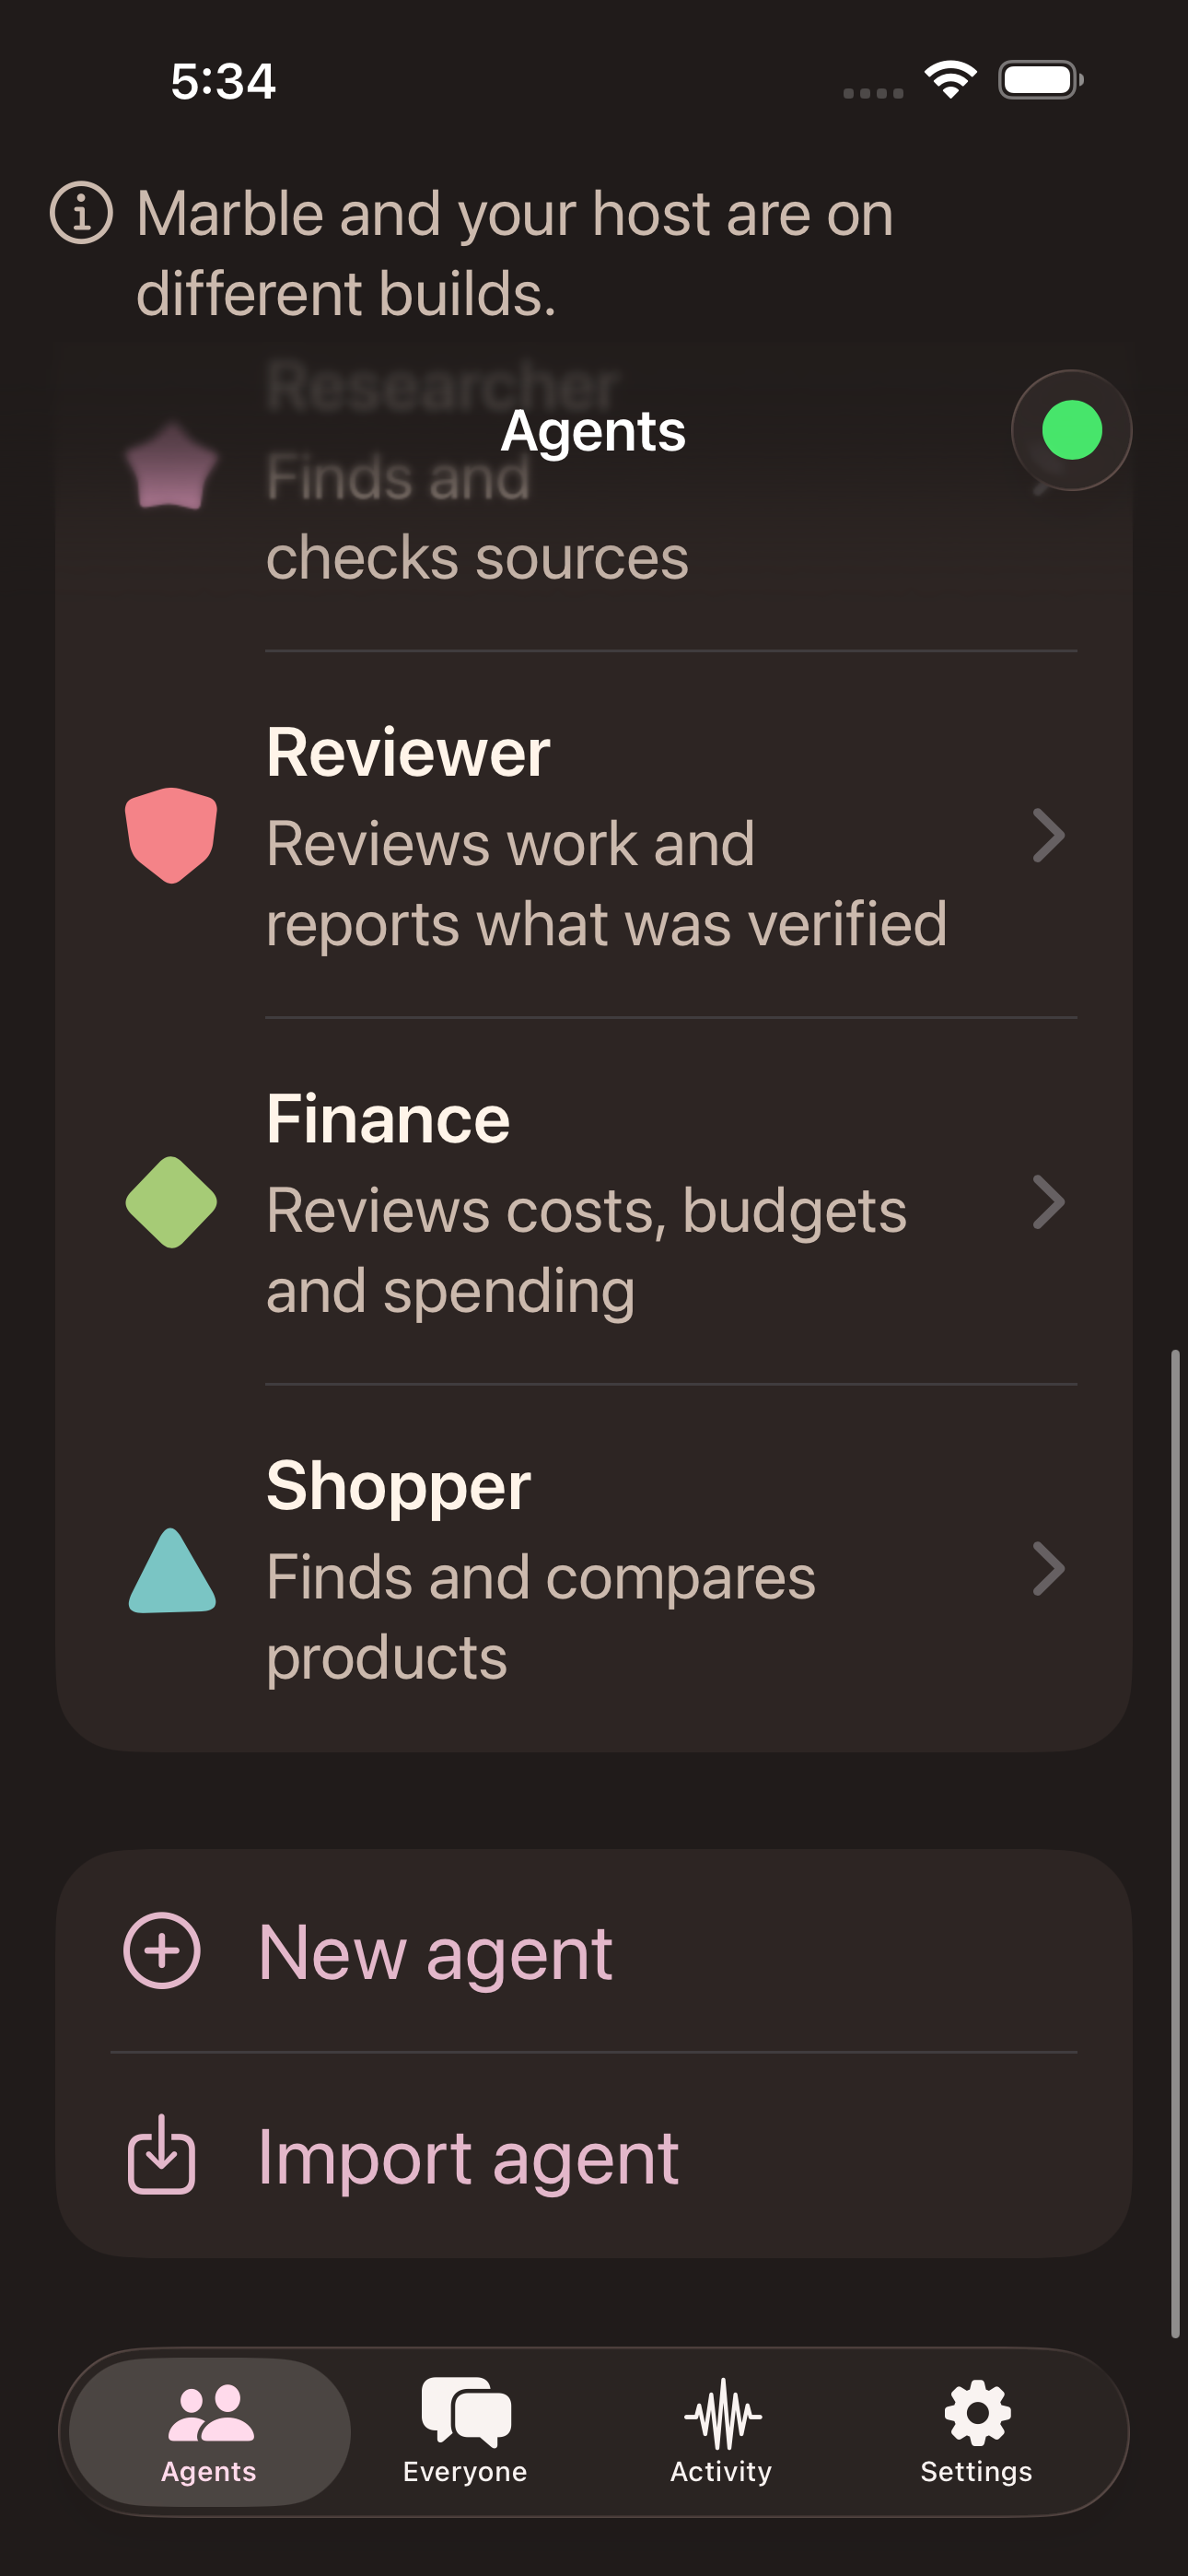 5:34
Marble and your host are on
different builds.
Researcher
Agents
Finds and
checks sources
Reviewer
Reviews work and
reports what was verified
Finance
Reviews costs, budgets
and spending
Shopper
Finds and compares
products
New agent
Import agent
Agents
Everyone
Activity
Settings